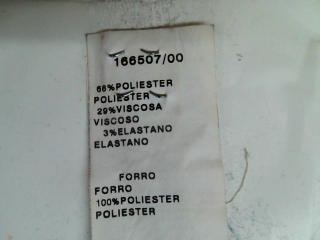 166507/00
68%POLIESTER
POLIESTER
29%VISCOSA
VISCOSO
3%ELASTANO
ELASTANO
FORRO
FORRO
100%POLIESTER
POLIESTER